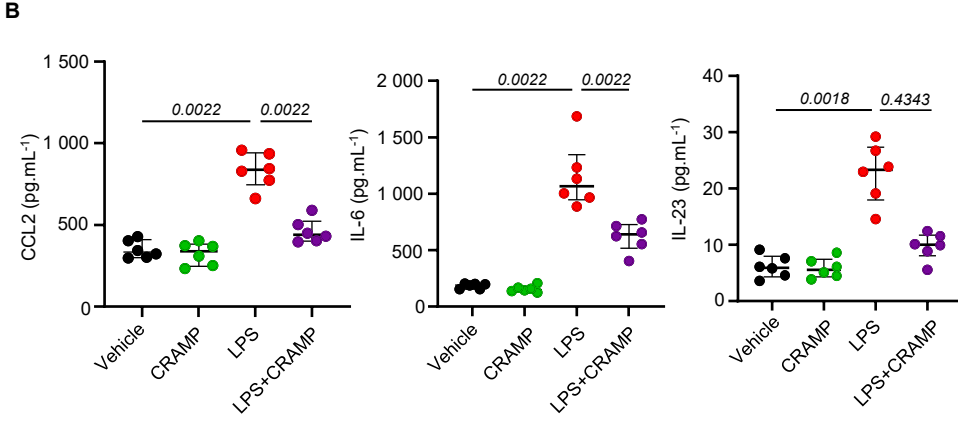 B
CCL2 (pg.mL⁻¹)
1 500
1 000
500
0
0.0022
0.0022
Vehicle
CRAMP
LPS
LPS+CRAMP
IL-6 (pg.mL⁻¹)
2 000
1 500
1 000
500
0
0.0022
0.0022
Vehicle
CRAMP
LPS
LPS+CRAMP
IL-23 (pg.mL⁻¹)
40
30
20
10
0
0.0018
0.4343
Vehicle
CRAMP
LPS
LPS+CRAMP